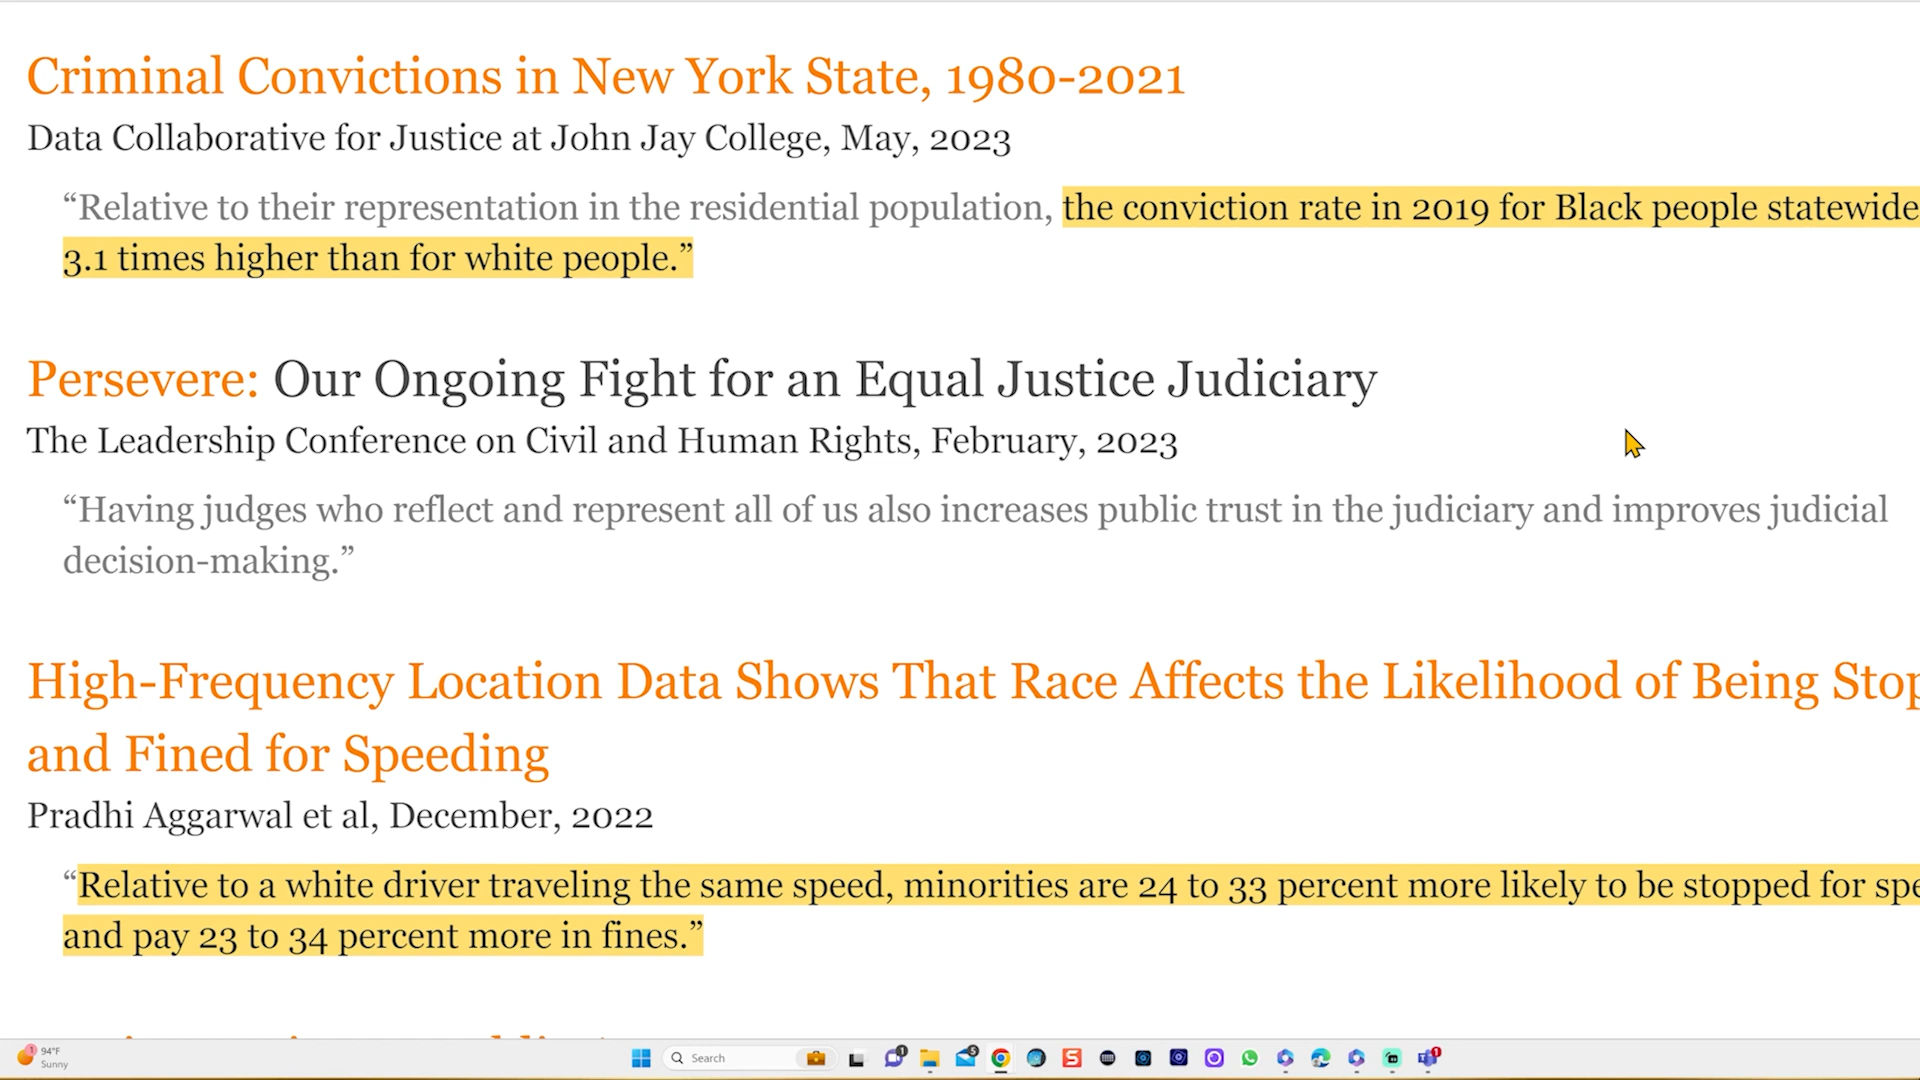 Criminal Convictions in New York State, 1980-2021
Data Collaborative for Justice at John Jay College, May, 2023
“Relative to their representation in the residential population, the conviction rate in 2019 for Black people statewide
3.1 times higher than for white people.”
Persevere: Our Ongoing Fight for an Equal Justice Judiciary
The Leadership Conference on Civil and Human Rights, February, 2023
“Having judges who reflect and represent all of us also increases public trust in the judiciary and improves judicial
decision-making.”
High-Frequency Location Data Shows That Race Affects the Likelihood of Being Stop
and Fined for Speeding
Pradhi Aggarwal et al, December, 2022
“Relative to a white driver traveling the same speed, minorities are 24 to 33 percent more likely to be stopped for spe
and pay 23 to 34 percent more in fines.”
1
94°F
Sunny
Search
1
5
S
1